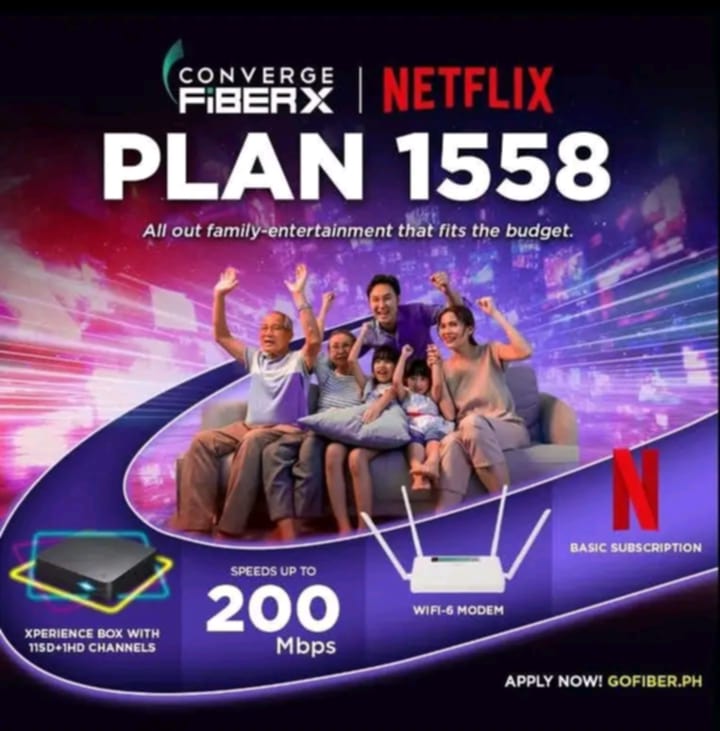 CONVERGE
FiBERX | NETFLIX
PLAN 1558
All out family-entertainment that fits the budget.
N
BASIC SUBSCRIPTION
SPEEDS UP TO
200
Mbps
WIFI-6 MODEM
XPERIENCE BOX WITH
11SD+1HD CHANNELS
APPLY NOW! GOFIBER.PH